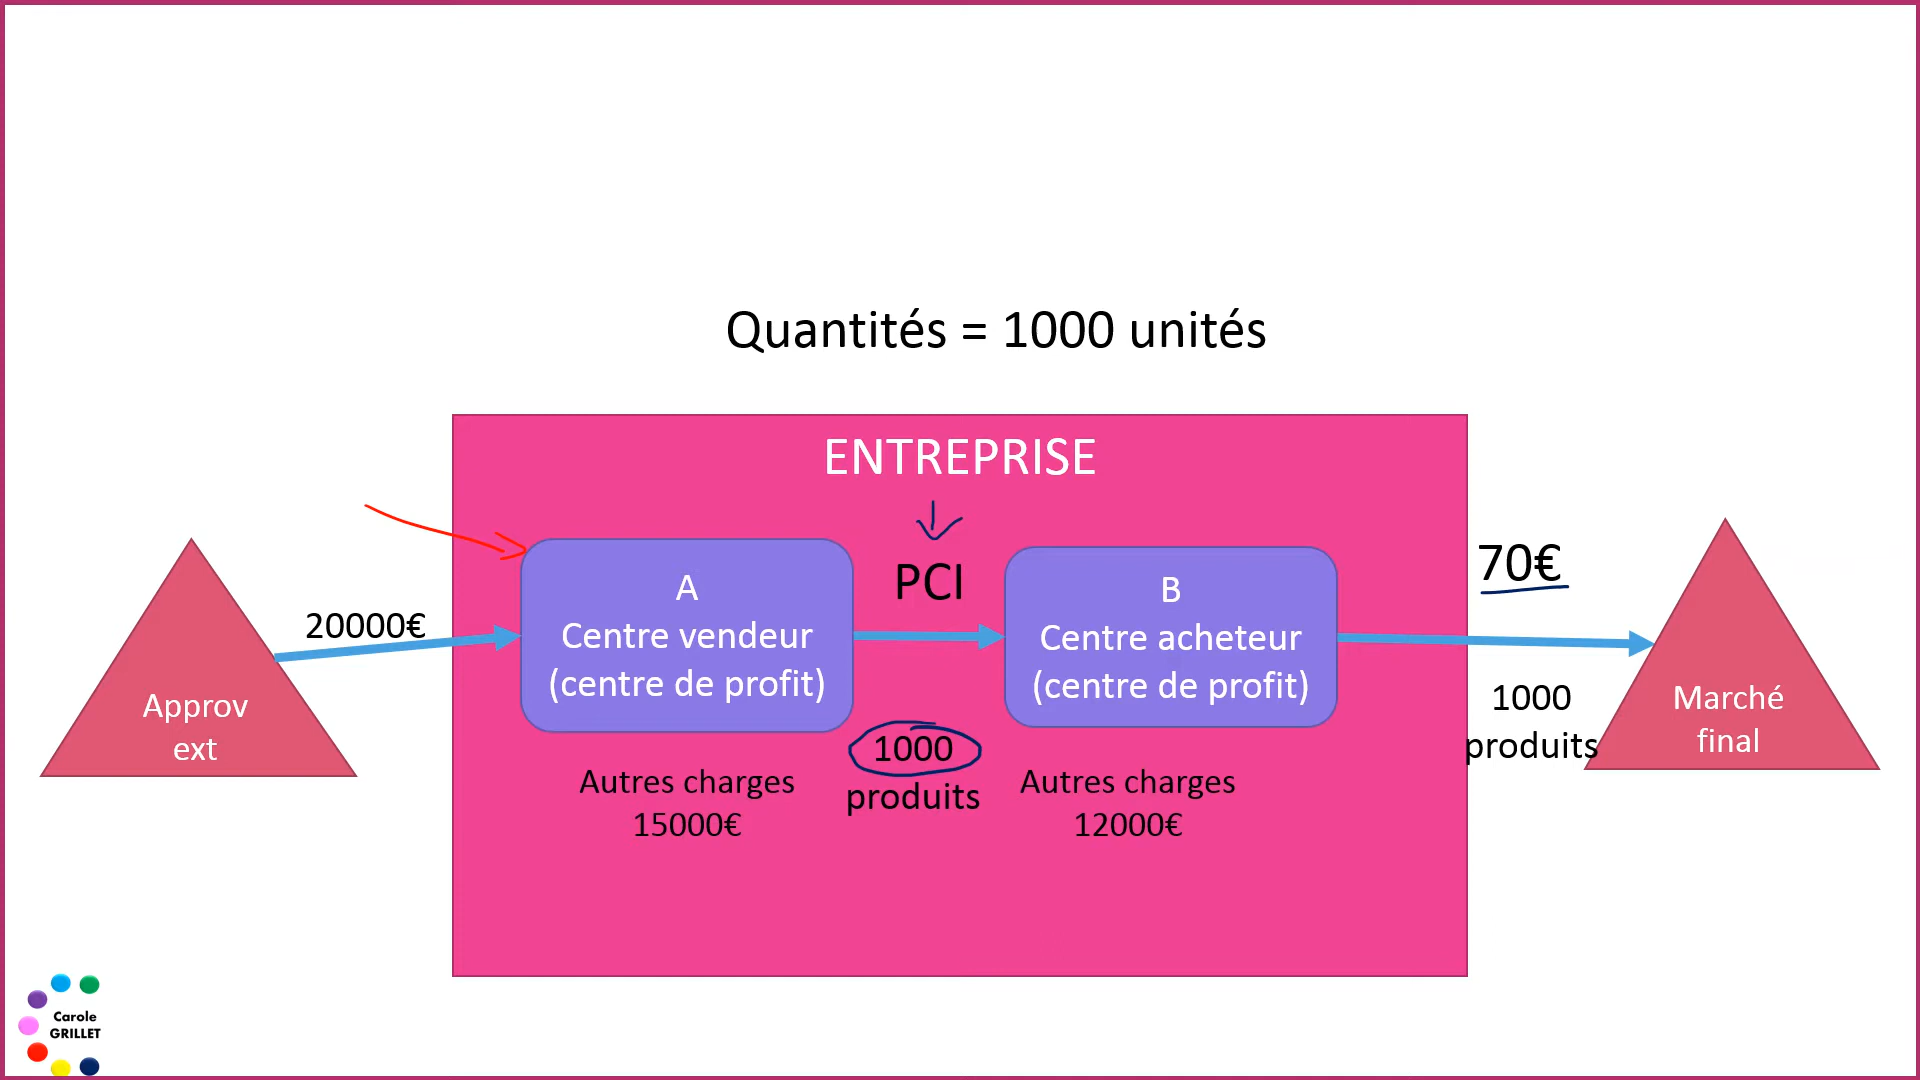 Quantités = 1000 unités
ENTREPRISE
Approv
ext
20000€
A
Centre vendeur
(centre de profit)
Autres charges
15000€
PCI
1000
produits
B
Centre acheteur
(centre de profit)
Autres charges
12000€
70€
1000
produits
Marché
final
Carole
GRILLET